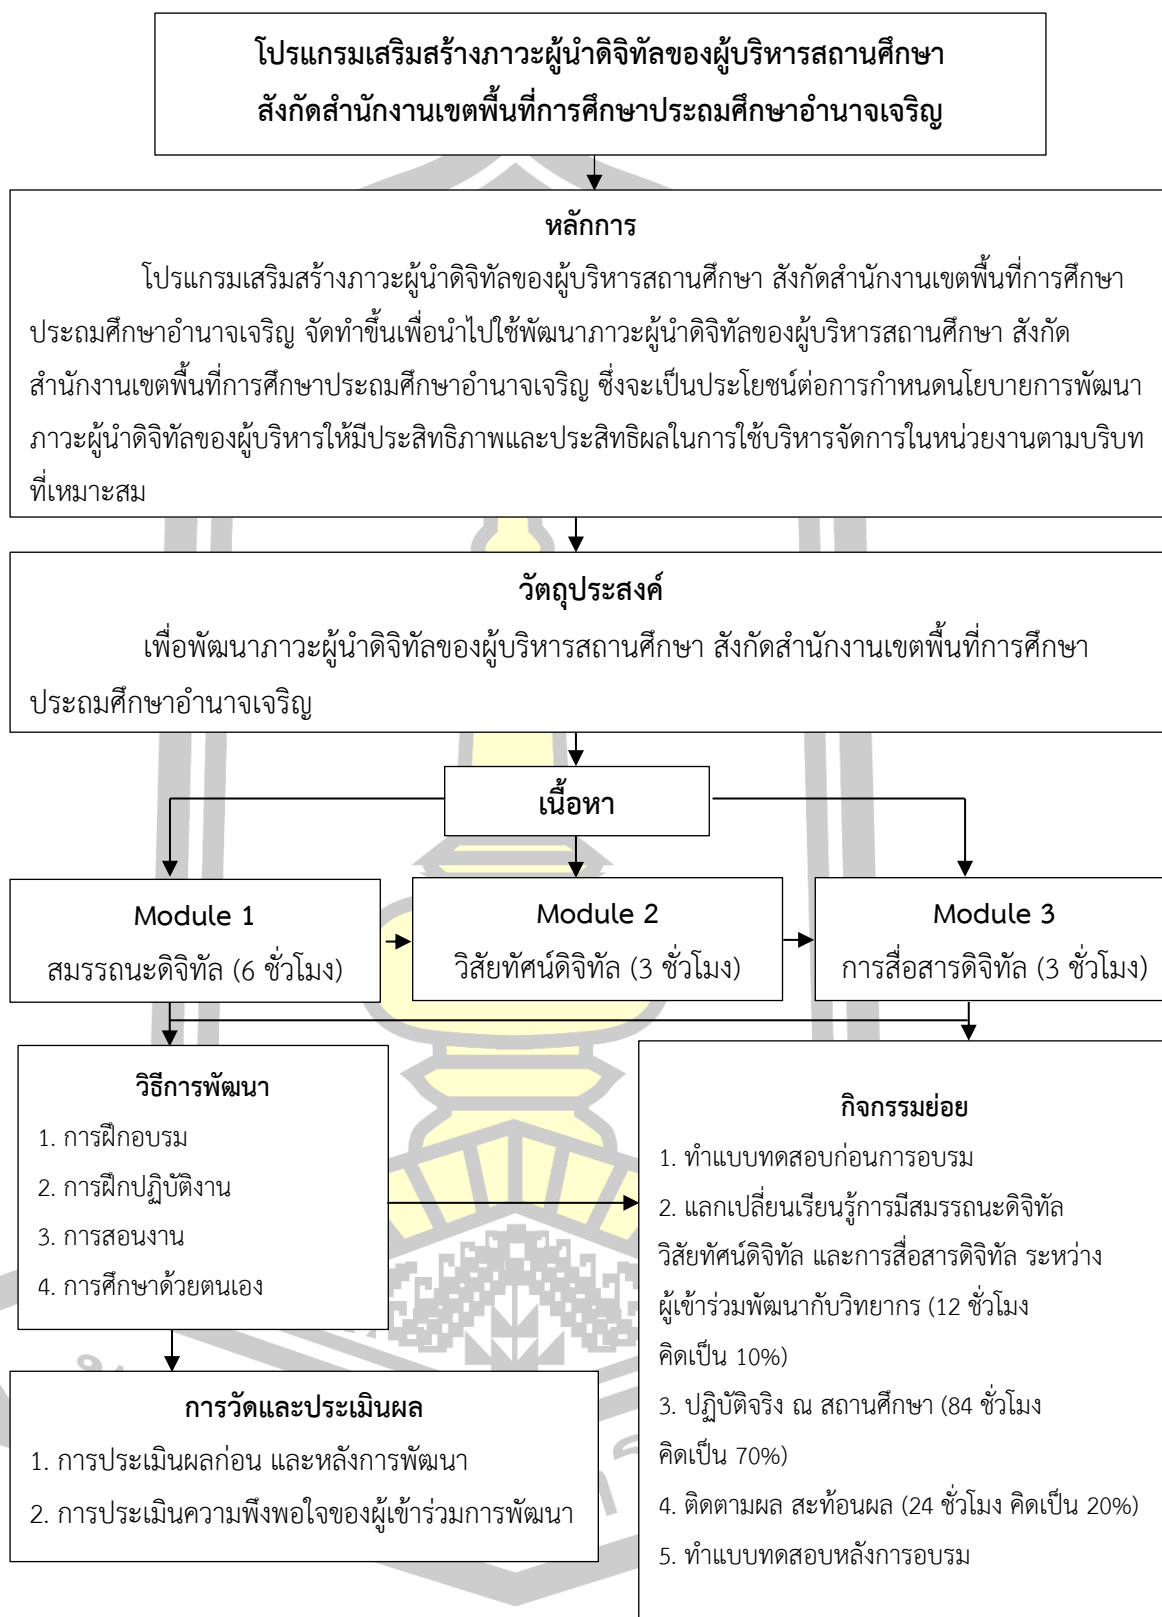 โปรแกรมเสริมสร้างภาวะผู้นำดิจิทัลของผู้บริหารสถานศึกษา
สังกัดสำนักงานเขตพื้นที่การศึกษาประถมศึกษาอำนาจเจริญ
หลักการ
โปรแกรมเสริมสร้างภาวะผู้นำดิจิทัลของผู้บริหารสถานศึกษา สังกัดสำนักงานเขตพื้นที่การศึกษา
ประถมศึกษาอำนาจเจริญ จัดทำขึ้นเพื่อนำไปใช้พัฒนาภาวะผู้นำดิจิทัลของผู้บริหารสถานศึกษา สังกัด
สำนักงานเขตพื้นที่การศึกษาประถมศึกษาอำนาจเจริญ ซึ่งจะเป็นประโยชน์ต่อการกำหนดนโยบายการพัฒนา
ภาวะผู้นำดิจิทัลของผู้บริหารให้มีประสิทธิภาพและประสิทธิผลในการใช้บริหารจัดการในหน่วยงานตามบริบท
ที่เหมาะสม
วัตถุประสงค์
เพื่อพัฒนาภาวะผู้นำดิจิทัลของผู้บริหารสถานศึกษา สังกัดสำนักงานเขตพื้นที่การศึกษา
ประถมศึกษาอำนาจเจริญ
เนื้อหา
Module 1
สมรรถนะดิจิทัล (6 ชั่วโมง)
Module 2
วิสัยทัศน์ดิจิทัล (3 ชั่วโมง)
Module 3
การสื่อสารดิจิทัล (3 ชั่วโมง)
วิธีการพัฒนา
1. การฝึกอบรม
2. การฝึกปฏิบัติงาน
3. การสอนงาน
4. การศึกษาด้วยตนเอง
กิจกรรมย่อย
1. ทำแบบทดสอบก่อนการอบรม
2. แลกเปลี่ยนเรียนรู้การมีสมรรถนะดิจิทัล
วิสัยทัศน์ดิจิทัล และการสื่อสารดิจิทัล ระหว่าง
ผู้เข้าร่วมพัฒนากับวิทยากร (12 ชั่วโมง
คิดเป็น 10%)
3. ปฏิบัติจริง ณ สถานศึกษา (84 ชั่วโมง
คิดเป็น 70%)
4. ติดตามผล สะท้อนผล (24 ชั่วโมง คิดเป็น 20%)
5. ทำแบบทดสอบหลังการอบรม
การวัดและประเมินผล
1. การประเมินผลก่อน และหลังการพัฒนา
2. การประเมินความพึงพอใจของผู้เข้าร่วมการพัฒนา